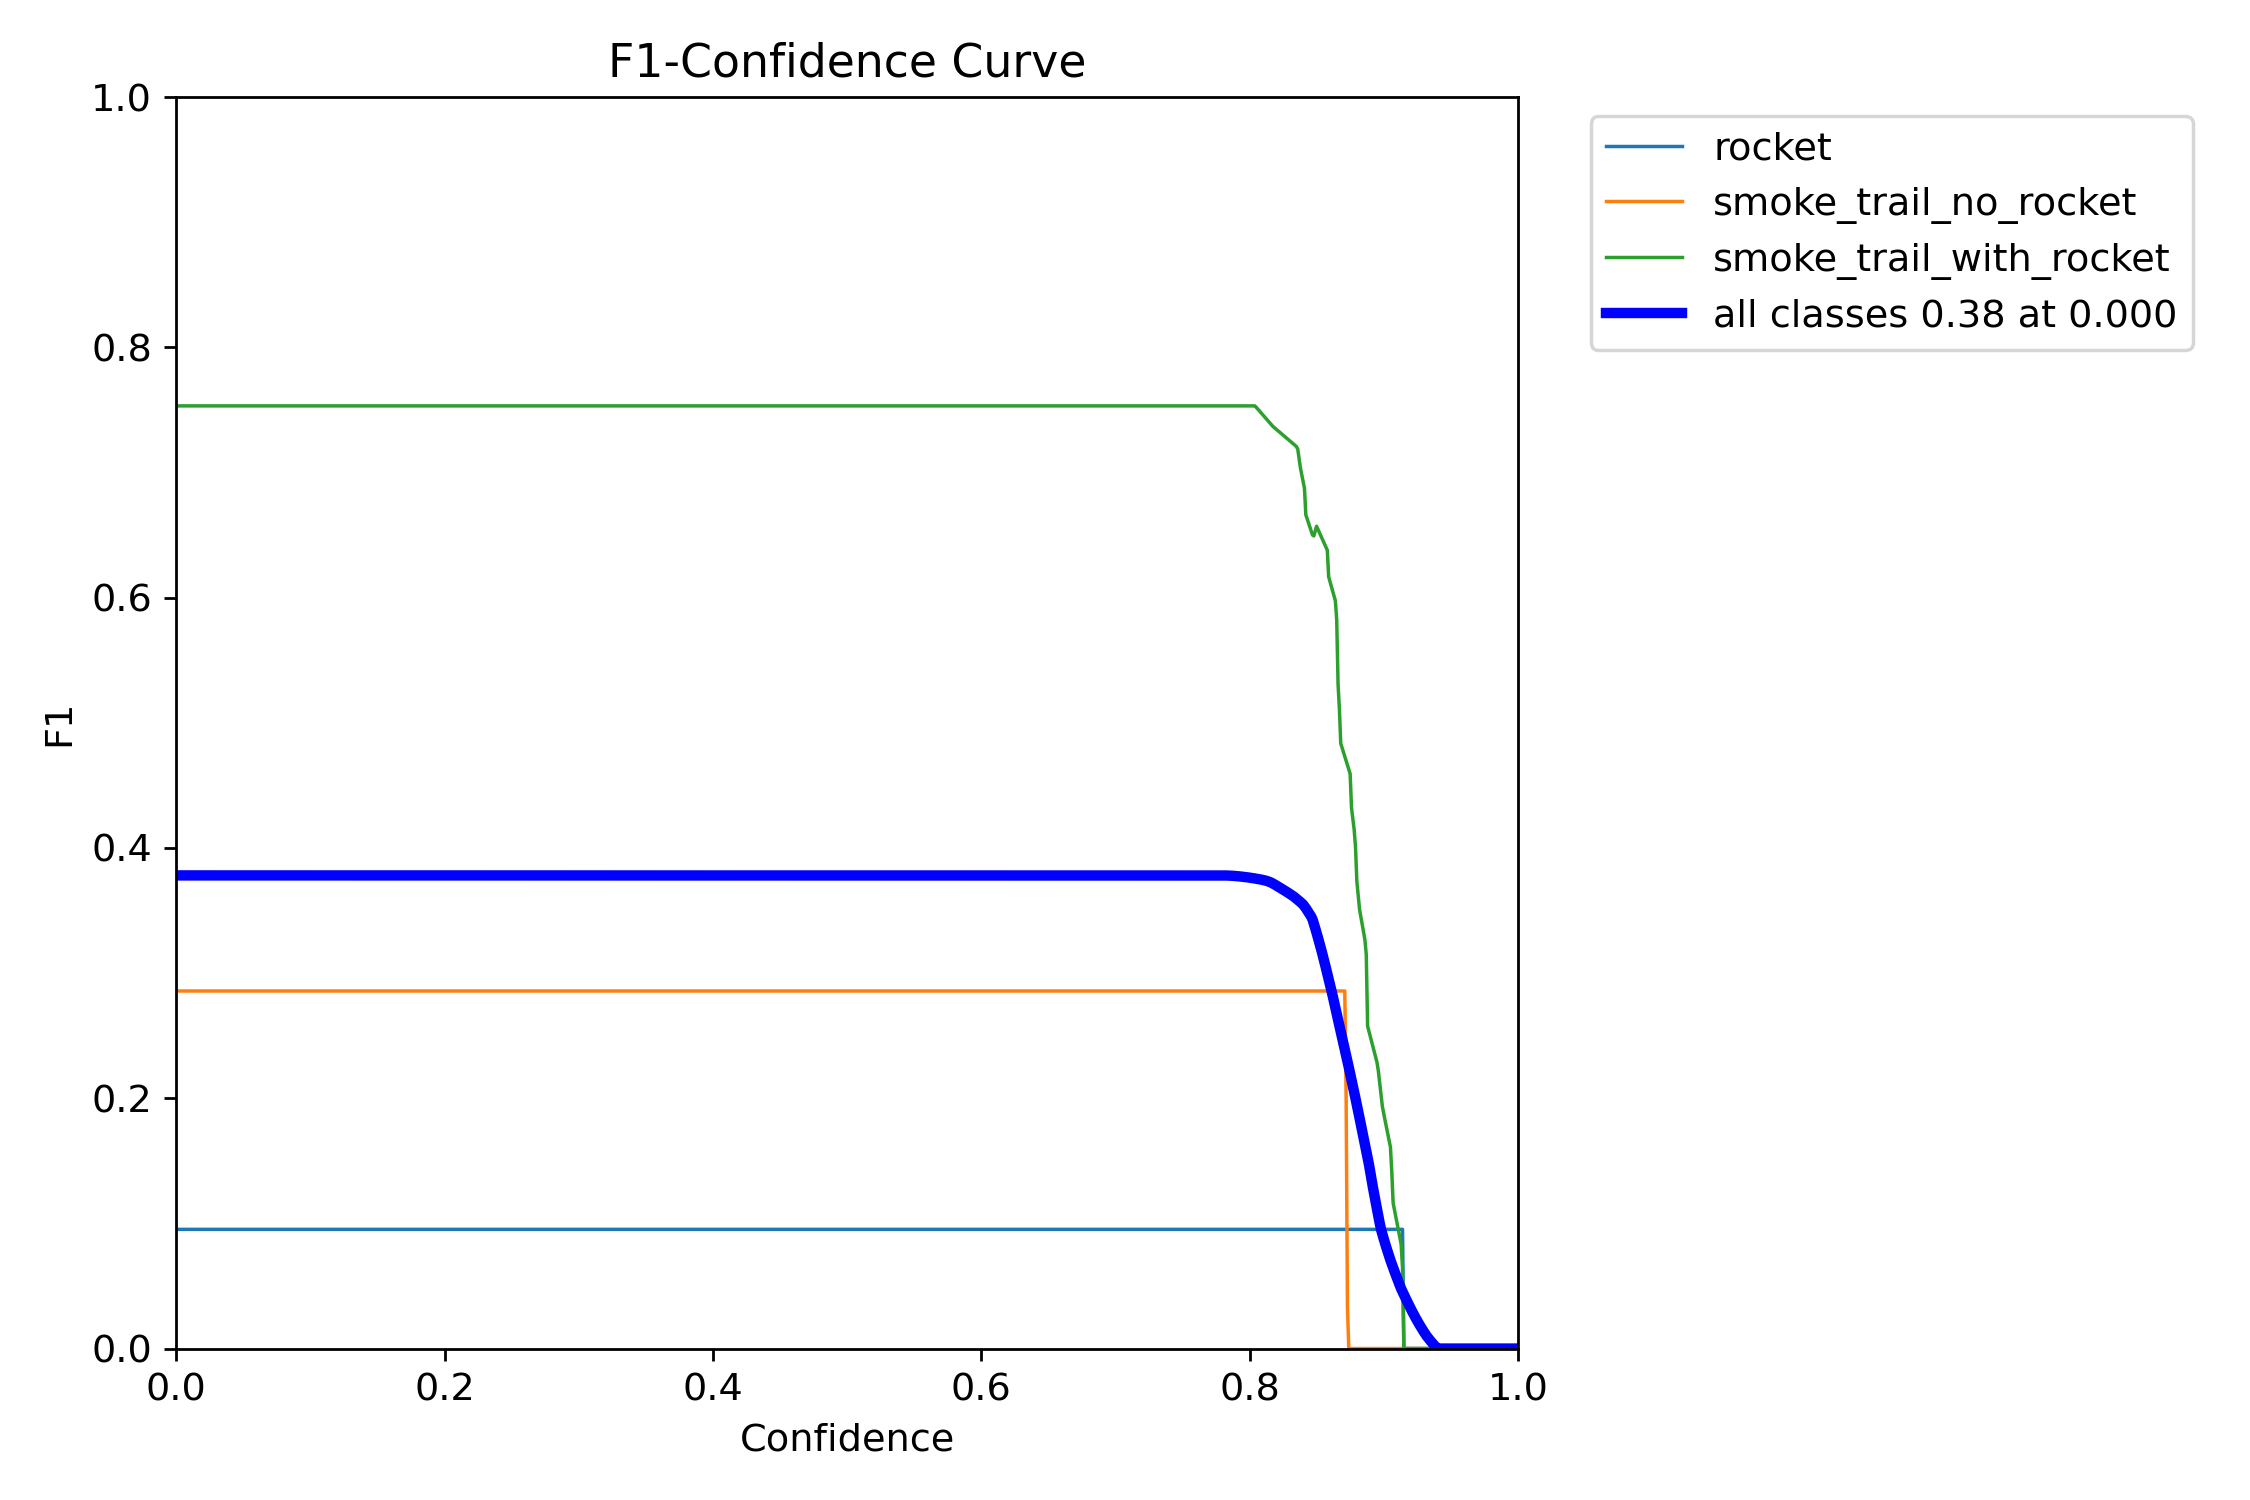 F1-Confidence Curve
1.0
0.8
0.6
0.4
0.2
0.0
F1
0.0 0.2 0.4 0.6 0.8 1.0
Confidence
rocket
smoke_trail_no_rocket
smoke_trail_with_rocket
all classes 0.38 at 0.000